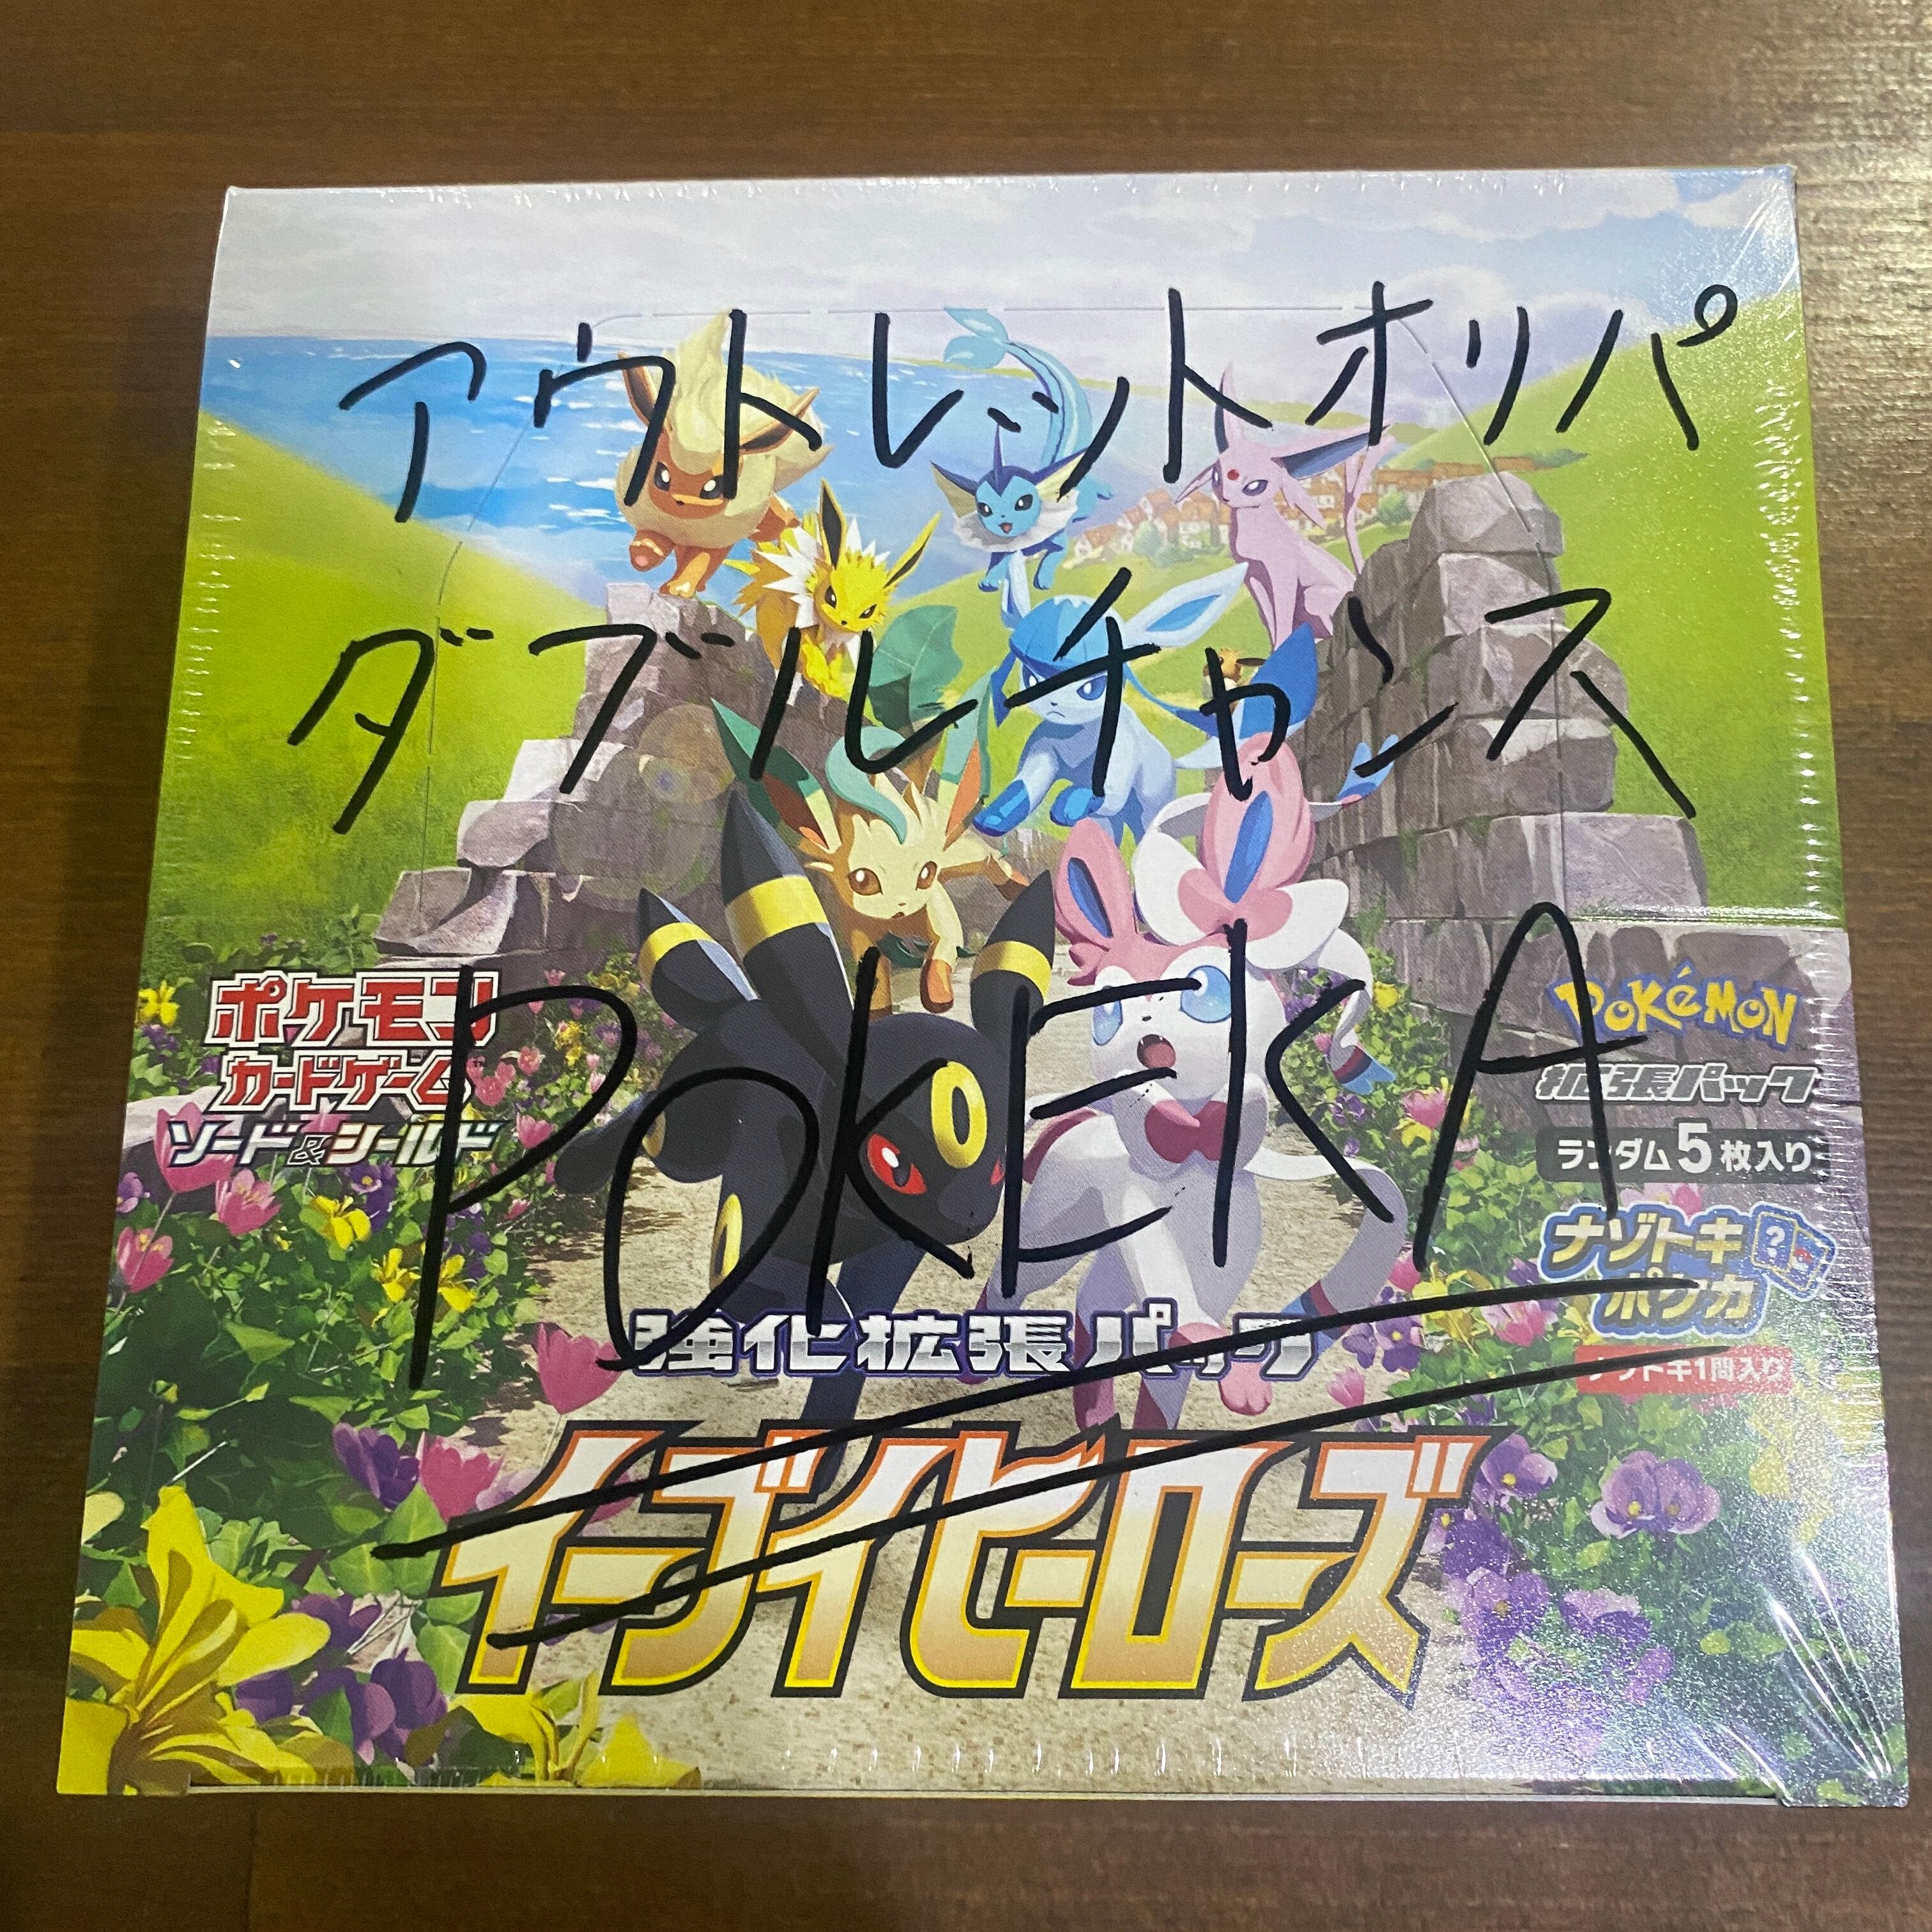 アウトレットオリパ
ダブルチャンス
POKEKA
ポケモン
カードゲーム
ソード&シールド
Pokémon
拡張パック
ランダム5枚入り
ナゾトキ
ポケカ
ナゾトキ1問入り
強化拡張パック
イーブイヒーローズ